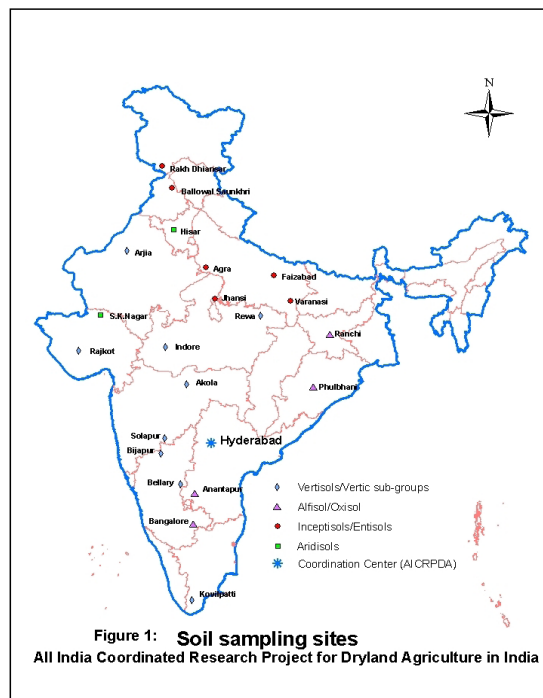 N
Rakh Dhiansar
Ballowal Saunkhri
Hisar
Arjia
Agra
Faizabad
Jhansi
Varanasi
S.K.Nagar
Rewa
Ranchi
Rajkot
Indore
Akola
Phulbhani
Solapur
Hyderabad
Bijapur
Bellary
Anantapur
Bangalore
Kovilpatti
Vertisols/Vertic sub-groups
Alfisol/Oxisol
Inceptisols/Entisols
Aridisols
Coordination Center (AICRPDA)
Figure 1: Soil sampling sites
All India Coordinated Research Project for Dryland Agriculture in India